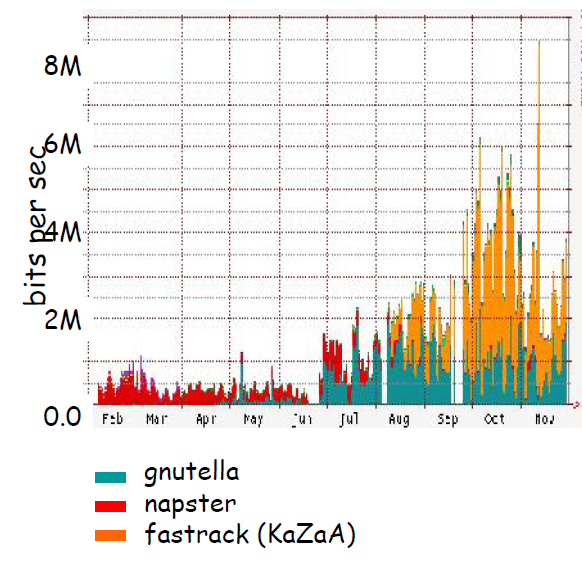 8M
6M
bits per sec
4M
2M
0.0
Feb Mar Apr May Jun Jul Aug Sep Oct Nov
gnutella
napster
fastrack (KaZaA)